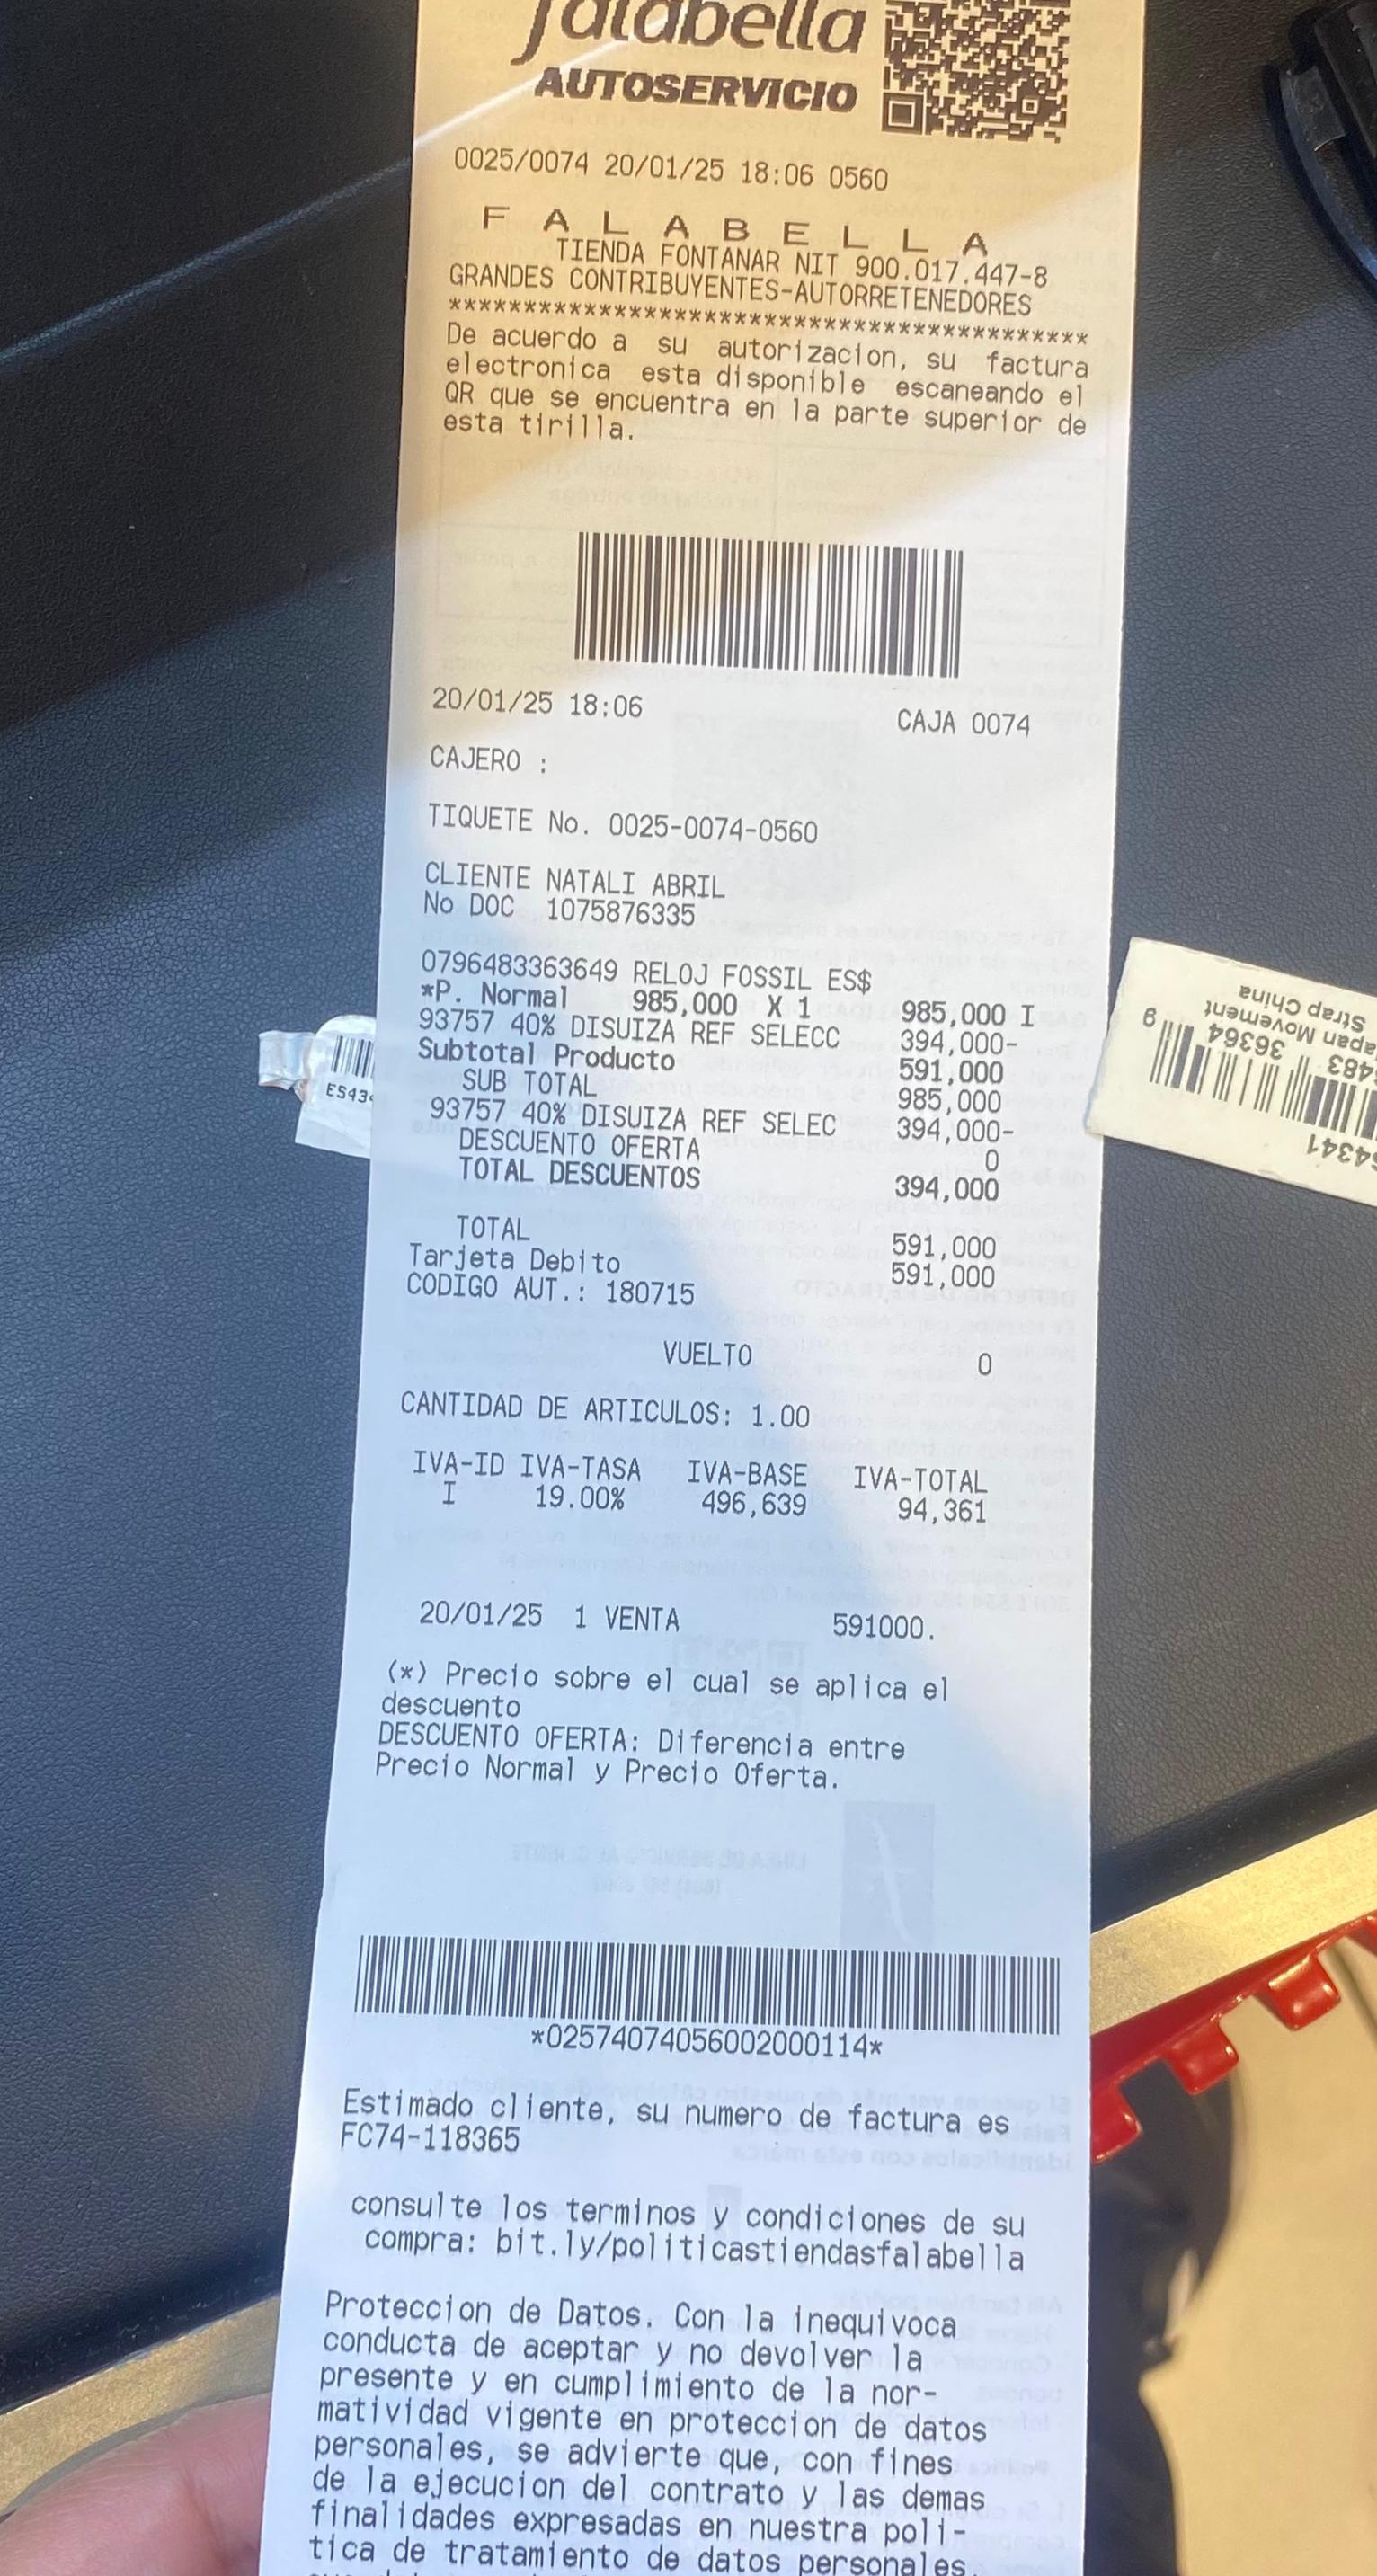 falabella
AUTOSERVICIO
0025/0074 20/01/25 18:06 0560
F A L A B E L L A
TIENDA FONTANAR NIT 900.017.447-8
GRANDES CONTRIBUYENTES-AUTORRETENEDORES
*******************************************
De acuerdo a su autorizacion, su factura
electronica esta disponible escaneando el
QR que se encuentra en la parte superior de
esta tirilla.
20/01/25 18:06 CAJA 0074
CAJERO :
TIQUETE No. 0025-0074-0560
CLIENTE NATALI ABRIL
No DOC 1075876335
0796483363649 RELOJ FOSSIL ES$
*P. Normal 985,000 X 1 985,000 I
93757 40% DISUIZA REF SELECC 394,000-
Subtotal Producto 591,000
SUB TOTAL 985,000
93757 40% DISUIZA REF SELEC 394,000-
DESCUENTO OFERTA 0
TOTAL DESCUENTOS 394,000
TOTAL 591,000
Tarjeta Debito 591,000
CODIGO AUT.: 180715
VUELTO 0
CANTIDAD DE ARTICULOS: 1.00
IVA-ID IVA-TASA IVA-BASE IVA-TOTAL
I 19.00% 496,639 94,361
20/01/25 1 VENTA 591000.
(*) Precio sobre el cual se aplica el
descuento
DESCUENTO OFERTA: Diferencia entre
Precio Normal y Precio Oferta.
*02574074056002000114*
Estimado cliente, su numero de factura es
FC74-118365
consulte los terminos y condiciones de su
compra: bit.ly/politicastiendasfalabella
Proteccion de Datos. Con la inequivoca
conducta de aceptar y no devolver la
presente y en cumplimiento de la nor-
matividad vigente en proteccion de datos
personales, se advierte que, con fines
de la ejecucion del contrato y las demas
finalidades expresadas en nuestra poli-
tica de tratamiento de datos personales,
ES434
Strap China
apan Movement
483 36364 9
4341